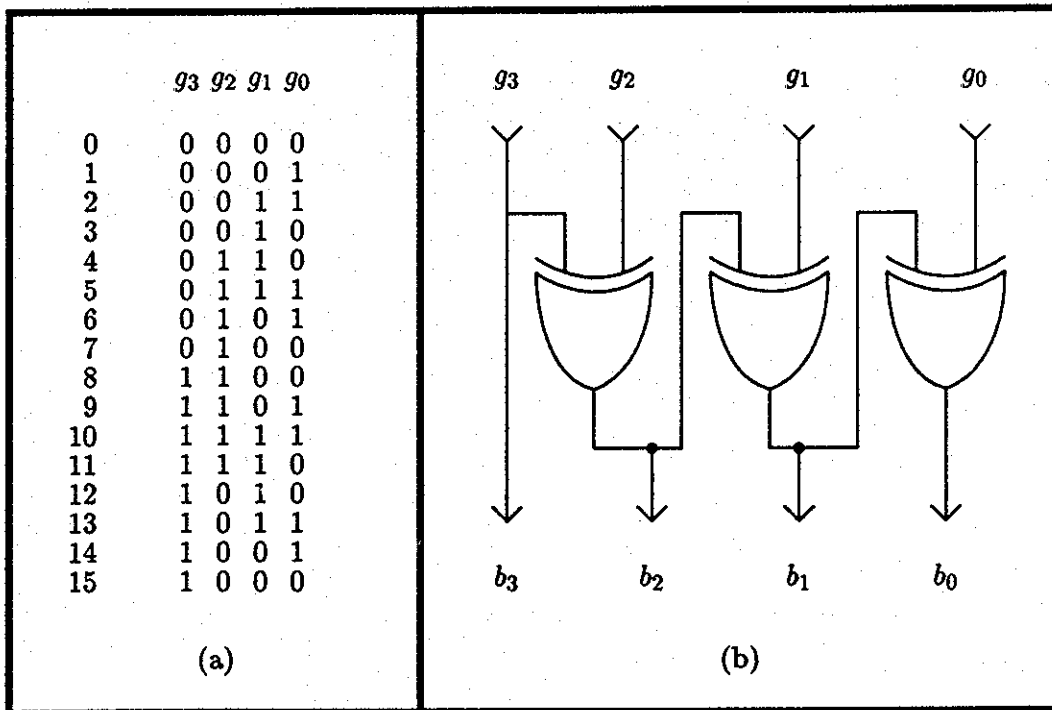 g3 g2 g1 g0
0 0 0 0 0
1 0 0 0 1
2 0 0 1 1
3 0 0 1 0
4 0 1 1 0
5 0 1 1 1
6 0 1 0 1
7 0 1 0 0
8 1 1 0 0
9 1 1 0 1
10 1 1 1 1
11 1 1 1 0
12 1 0 1 0
13 1 0 1 1
14 1 0 0 1
15 1 0 0 0
(a)
g3 g2 g1 g0
b3 b2 b1 b0
(b)